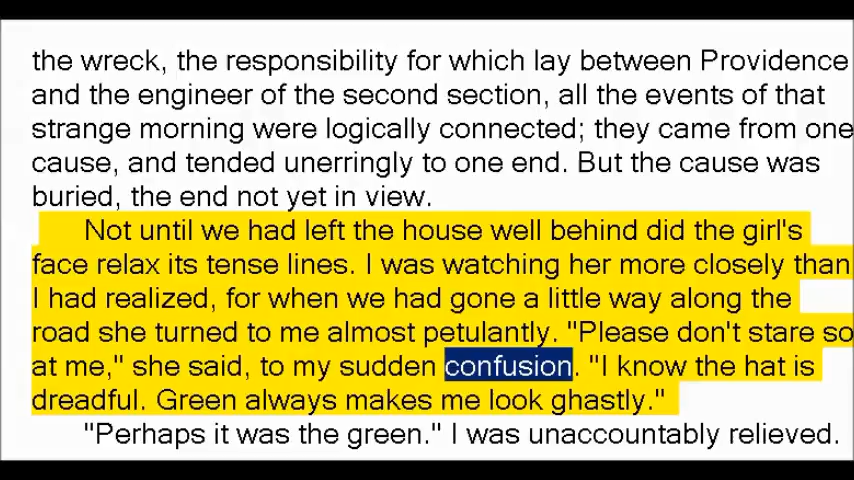 the wreck, the responsibility for which lay between Providence
and the engineer of the second section, all the events of that
strange morning were logically connected; they came from one
cause, and tended unerringly to one end. But the cause was
buried, the end not yet in view.
Not until we had left the house well behind did the girl's
face relax its tense lines. I was watching her more closely than
I had realized, for when we had gone a little way along the
road she turned to me almost petulantly. "Please don't stare so
at me," she said, to my sudden confusion. "I know the hat is
dreadful. Green always makes me look ghastly."
"Perhaps it was the green." I was unaccountably relieved.